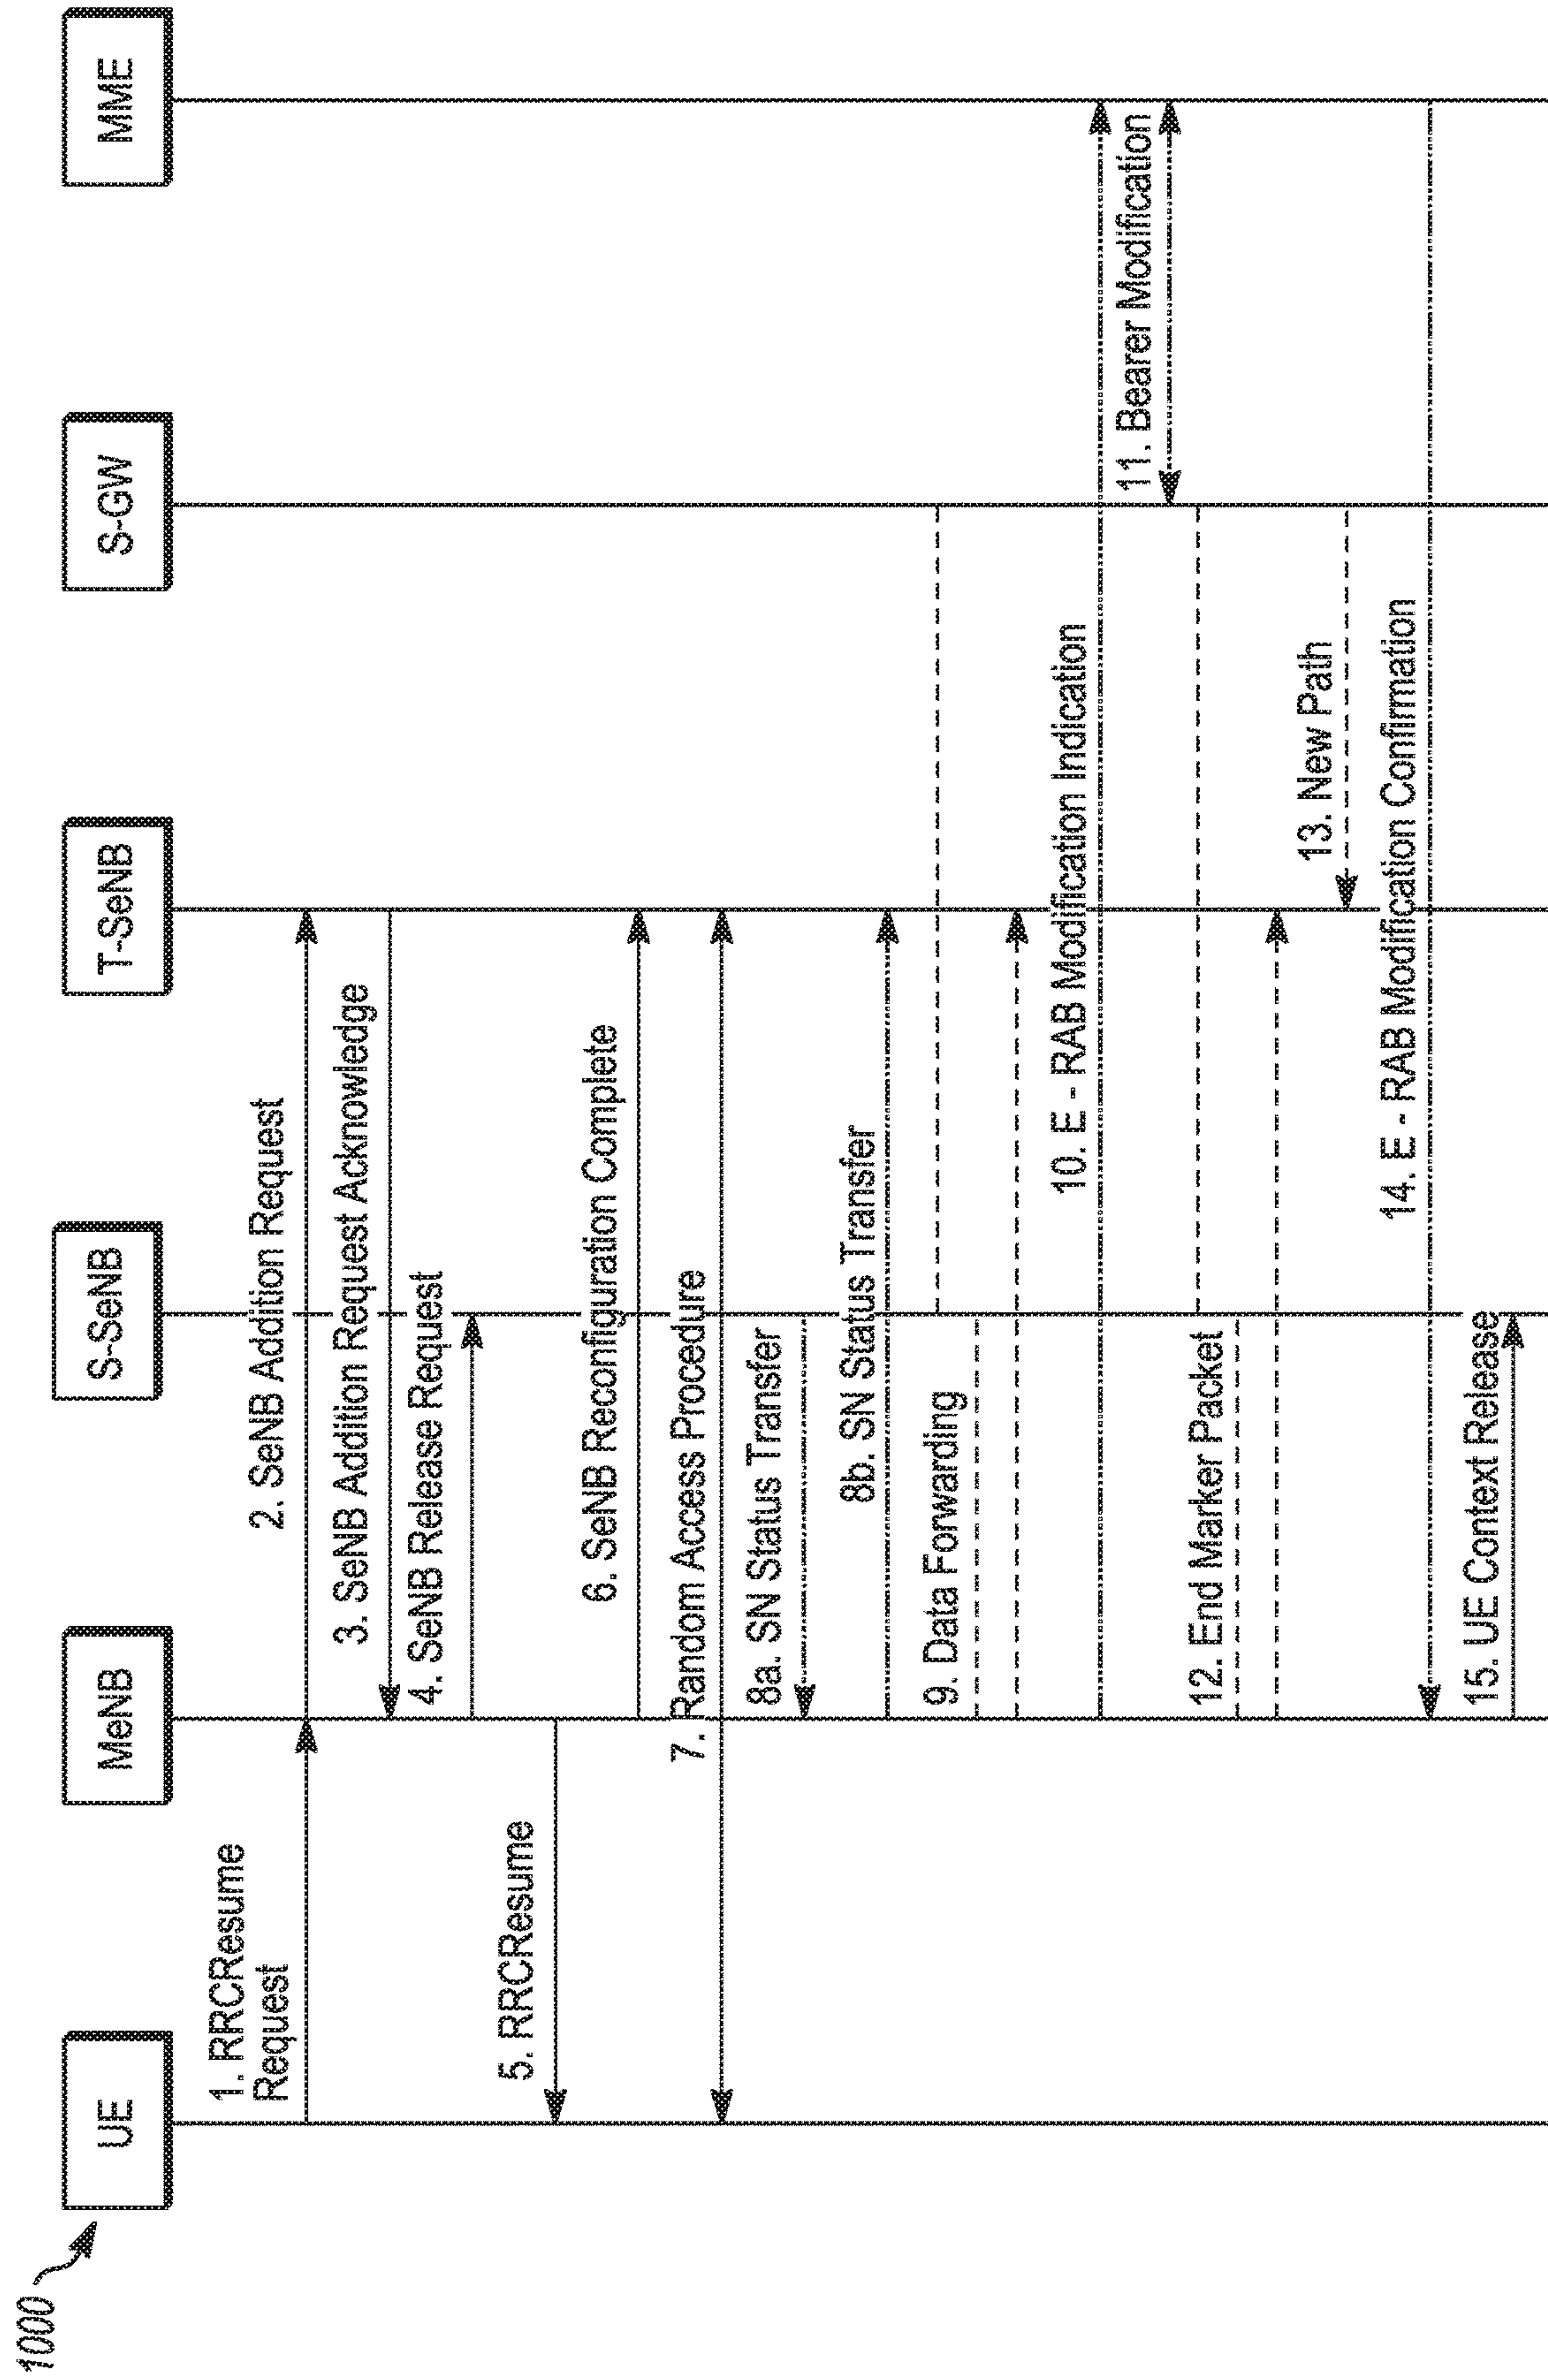 1000
UE
MeNB
S-SeNB
T-SeNB
S-GW
MME
1. RRCResume
Request
2. SeNB Addition Request
3. SeNB Addition Request Acknowledge
4. SeNB Release Request
5. RRCResume
6. SeNB Reconfiguration Complete
7. Random Access Procedure
8a. SN Status Transfer
8b. SN Status Transfer
9. Data Forwarding
10. E - RAB Modification Indication
11. Bearer Modification
12. End Marker Packet
13. New Path
14. E - RAB Modification Confirmation
15. UE Context Release